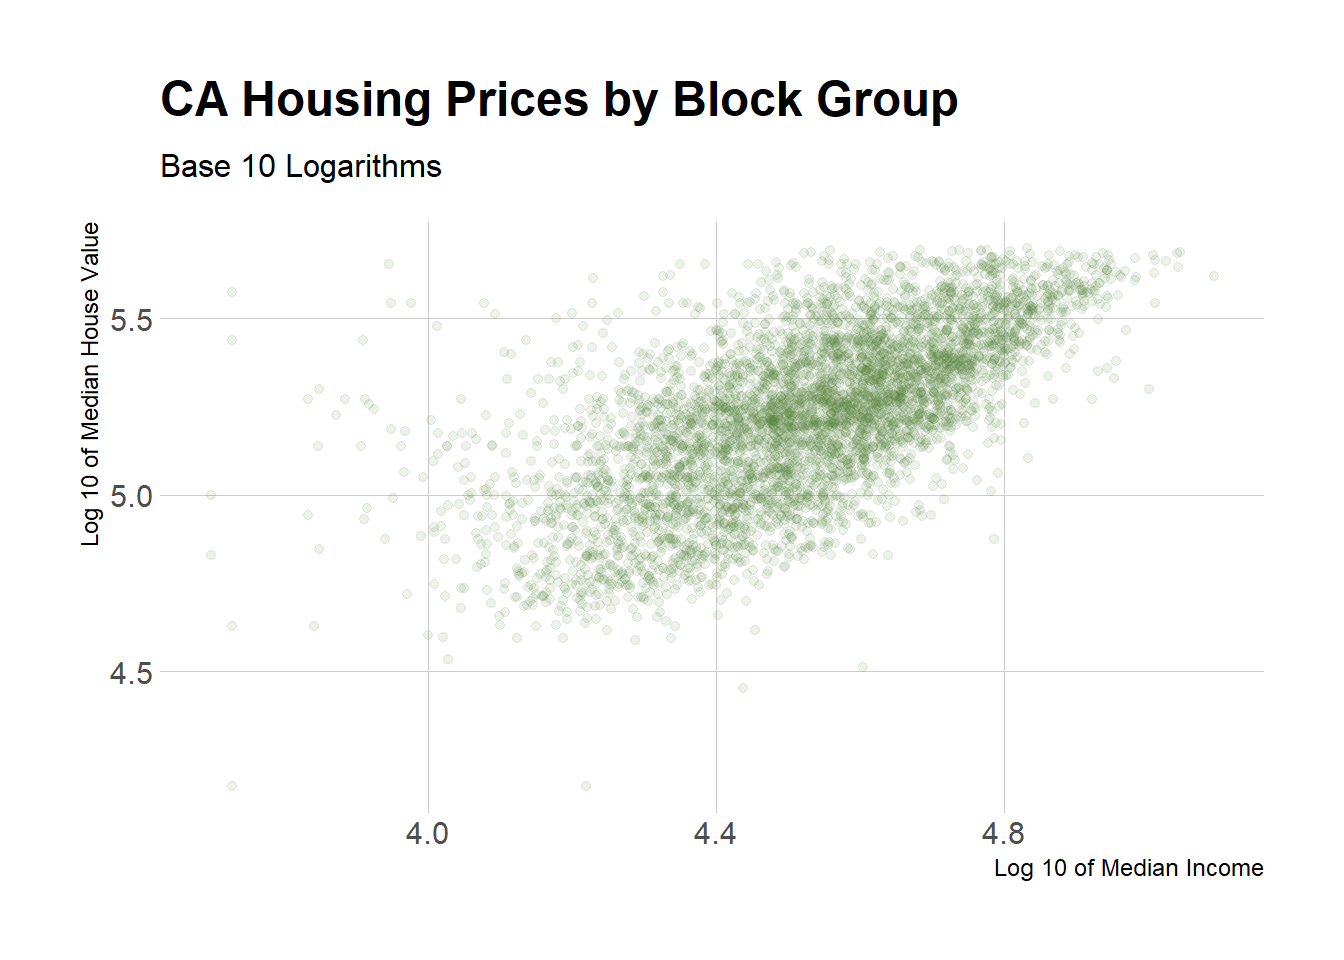 CA Housing Prices by Block Group
Base 10 Logarithms
Log 10 of Median House Value
5.5
5.0
4.5
4.0
4.4
4.8
Log 10 of Median Income